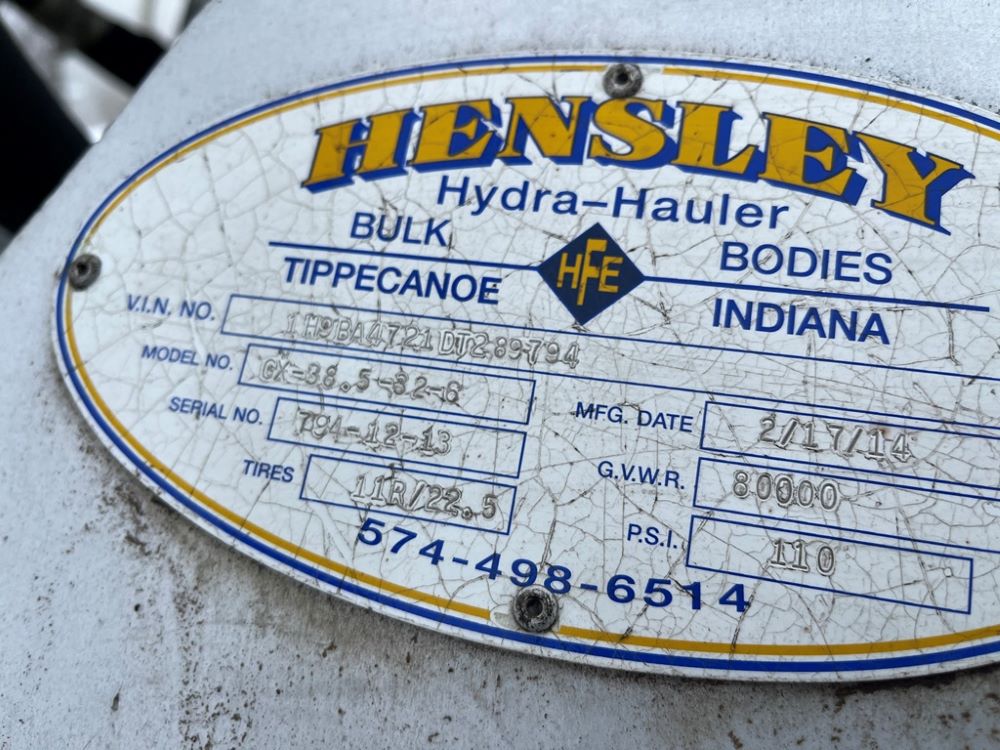 HENSLEY
Hydra-Hauler
BULK BODIES
HFE
TIPPECANOE INDIANA
V.I.N. NO. 1H9BA4721DT289794
MODEL NO. GX-38.5-82-6
SERIAL NO. 794-12-13
TIRES 11R/22.5
MFG. DATE 2/17/14
G.V.W.R. 80000
P.S.I. 110
574-498-6514